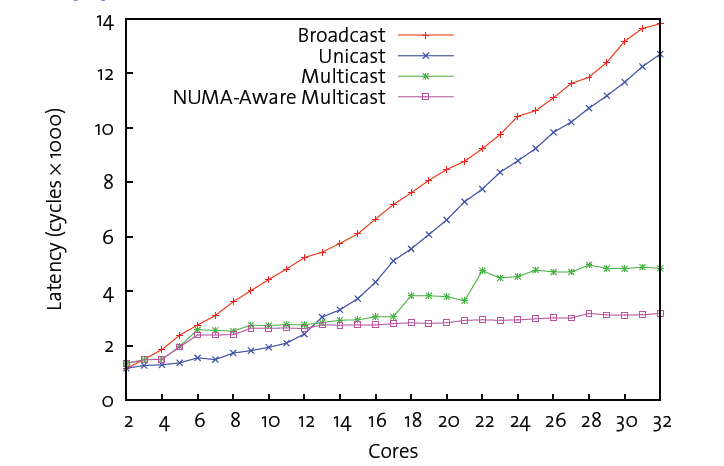 14
12
10
8
6
4
2
0
Latency (cycles × 1000)
Broadcast
Unicast
Multicast
NUMA-Aware Multicast
2 4 6 8 10 12 14 16 18 20 22 24 26 28 30 32
Cores